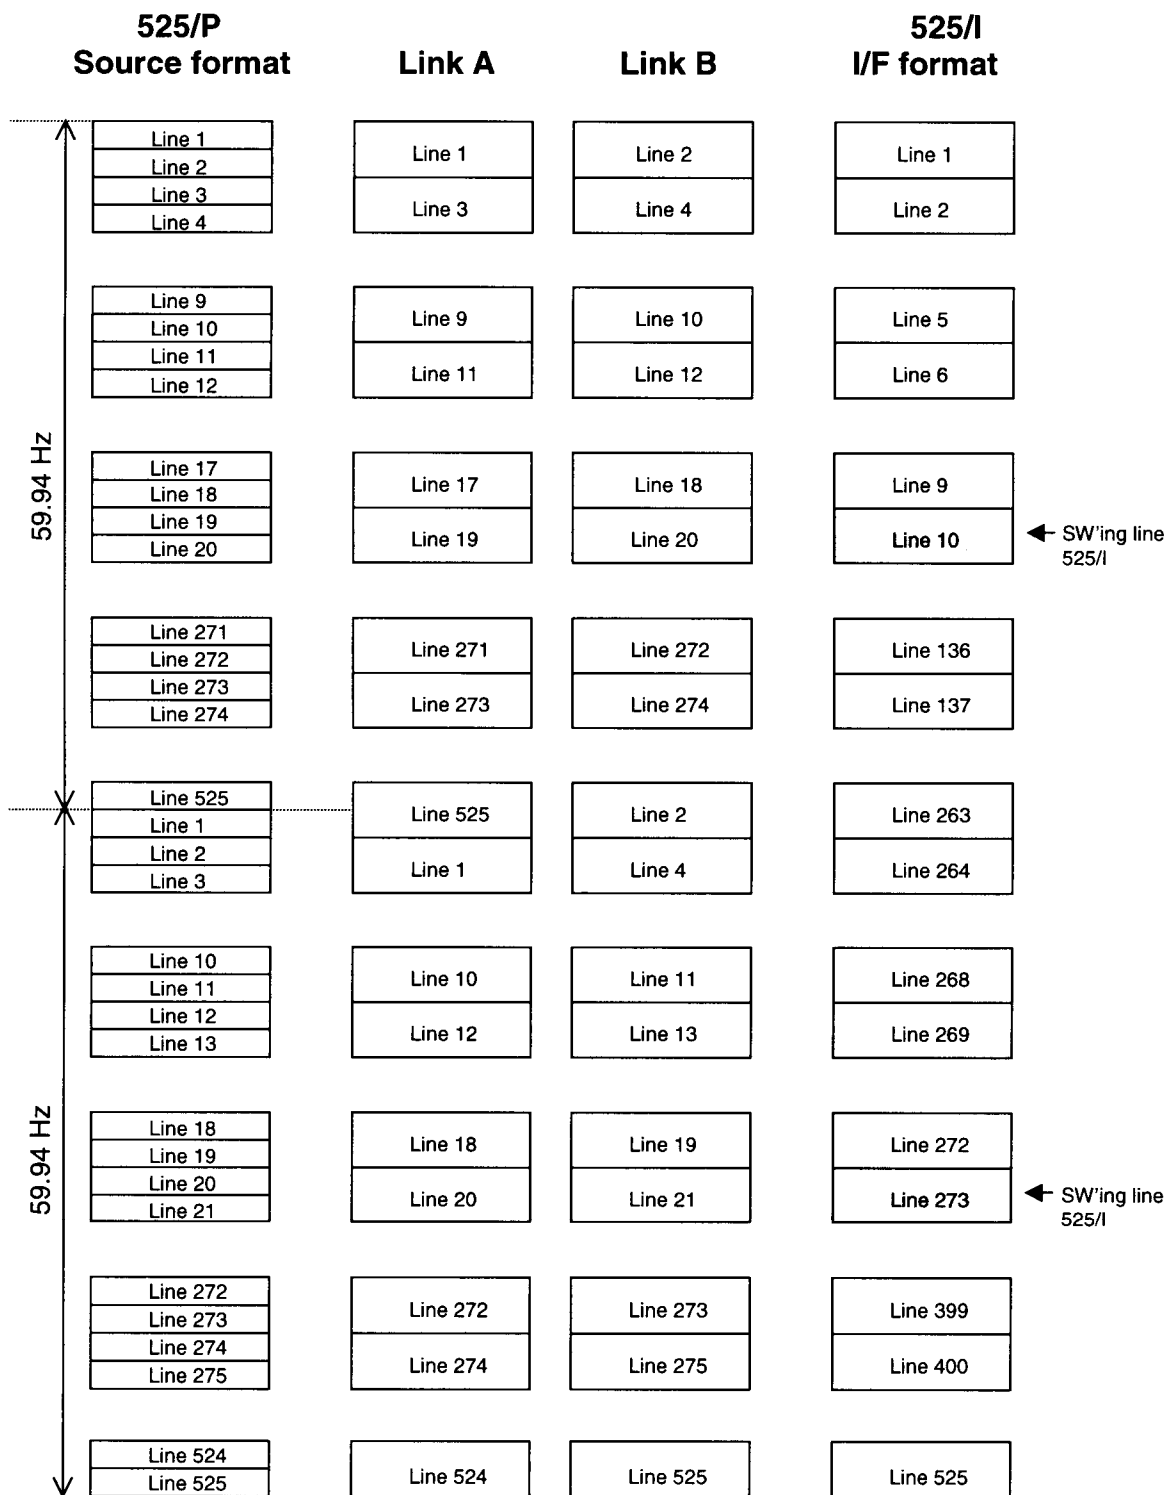 525/P
Source format
Link A
Link B
525/I
I/F format
59.94 Hz
Line 1
Line 2
Line 3
Line 4
Line 1
Line 3
Line 2
Line 4
Line 1
Line 2
Line 9
Line 10
Line 11
Line 12
Line 9
Line 11
Line 10
Line 12
Line 5
Line 6
Line 17
Line 18
Line 19
Line 20
Line 17
Line 19
Line 18
Line 20
Line 9
Line 10
SW'ing line
525/I
Line 271
Line 272
Line 273
Line 274
Line 271
Line 273
Line 272
Line 274
Line 136
Line 137
Line 525
Line 1
Line 2
Line 3
Line 525
Line 1
Line 2
Line 4
Line 263
Line 264
59.94 Hz
Line 10
Line 11
Line 12
Line 13
Line 10
Line 12
Line 11
Line 13
Line 268
Line 269
Line 18
Line 19
Line 20
Line 21
Line 18
Line 20
Line 19
Line 21
Line 272
Line 273
SW'ing line
525/I
Line 272
Line 273
Line 274
Line 275
Line 272
Line 274
Line 273
Line 275
Line 399
Line 400
Line 524
Line 525
Line 524
Line 525
Line 525